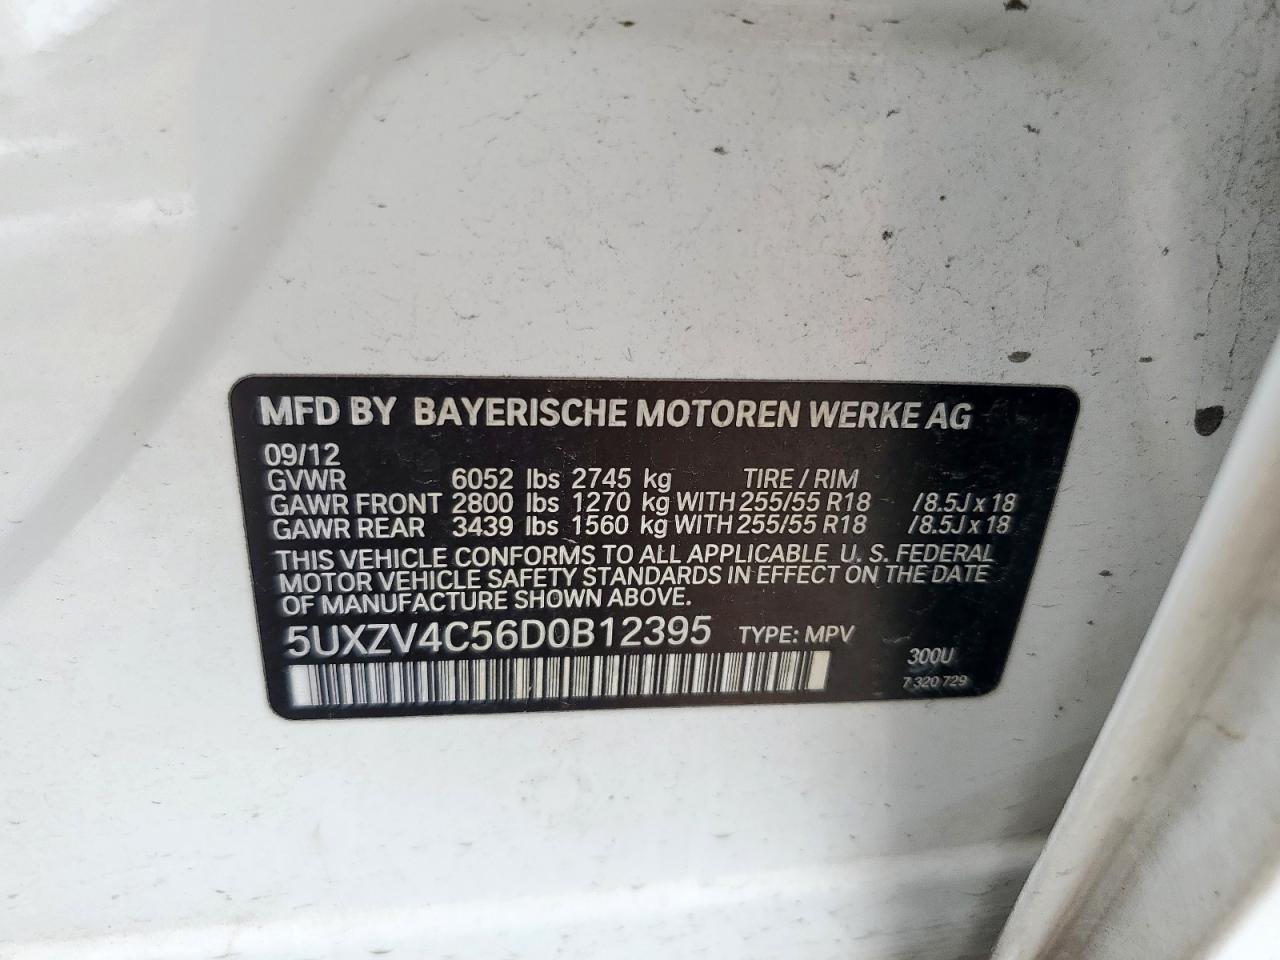 MFD BY BAYERISCHE MOTOREN WERKE AG
09/12
GVWR 6052 lbs 2745 kg TIRE / RIM
GAWR FRONT 2800 lbs 1270 kg WITH 255/55 R18 /8.5J x 18
GAWR REAR 3439 lbs 1560 kg WITH 255/55 R18 /8.5J x 18
THIS VEHICLE CONFORMS TO ALL APPLICABLE U. S. FEDERAL
MOTOR VEHICLE SAFETY STANDARDS IN EFFECT ON THE DATE
OF MANUFACTURE SHOWN ABOVE.
5UXZV4C56D0B12395 TYPE: MPV
300U
7 320 729